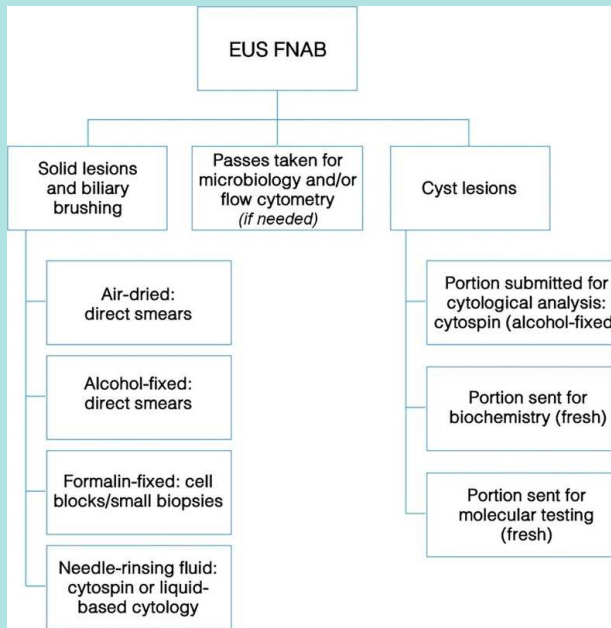 EUS FNAB
Solid lesions
and biliary
brushing
Passes taken for
microbiology and/or
flow cytometry
(if needed)
Cyst lesions
Air-dried:
direct smears
Alcohol-fixed:
direct smears
Formalin-fixed: cell
blocks/small biopsies
Needle-rinsing fluid:
cytospin or liquid-
based cytology
Portion submitted for
cytological analysis:
cytospin (alcohol-fixed
Portion sent for
biochemistry (fresh)
Portion sent for
molecular testing
(fresh)